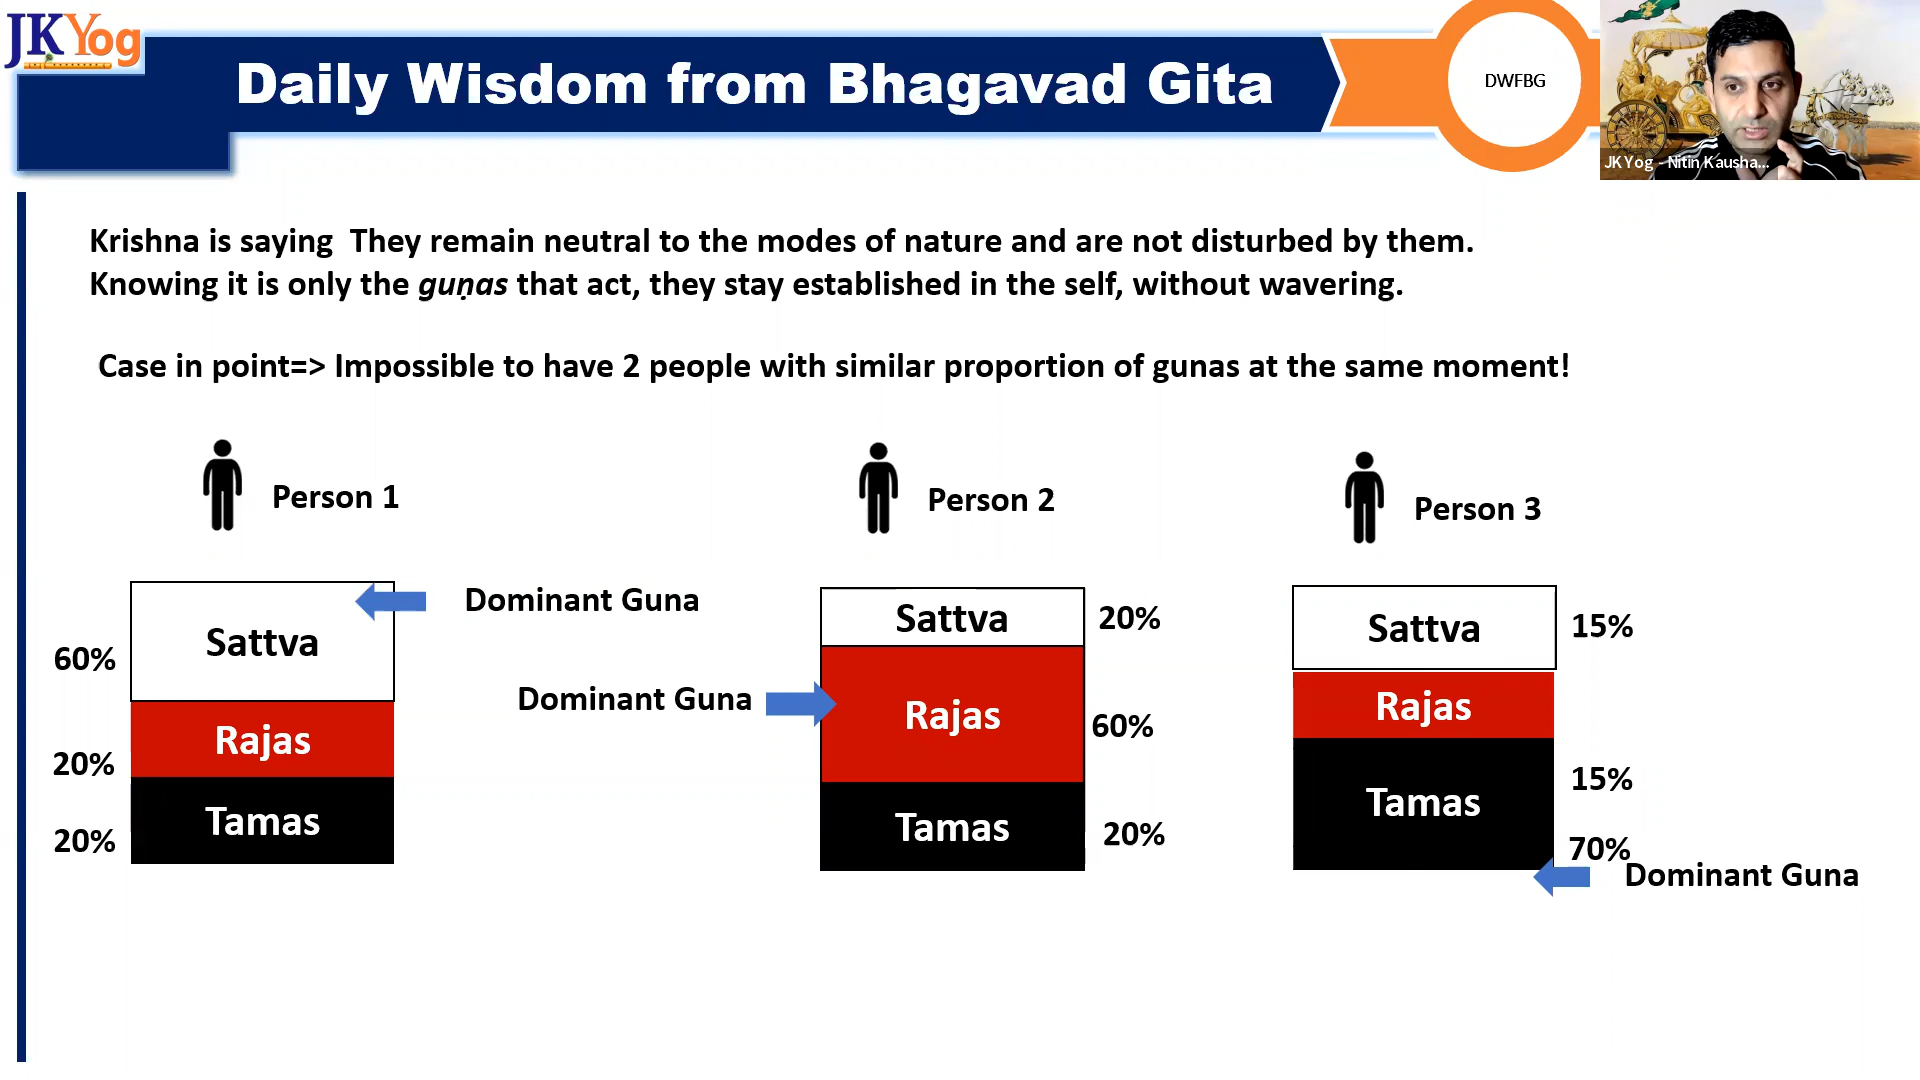 JKYog
Daily Wisdom from Bhagavad Gita
DWFBG
JK Yog - Nitin Kausha...
Krishna is saying  They remain neutral to the modes of nature and are not disturbed by them.
Knowing it is only the guṇas that act, they stay established in the self, without wavering.
Case in point=> Impossible to have 2 people with similar proportion of gunas at the same moment!
Person 1
Person 2
Person 3
Dominant Guna
Sattva
60%
Rajas
20%
Tamas
20%
Sattva
20%
Dominant Guna
Rajas
60%
Tamas
20%
Sattva
15%
Rajas
15%
Tamas
70%
Dominant Guna